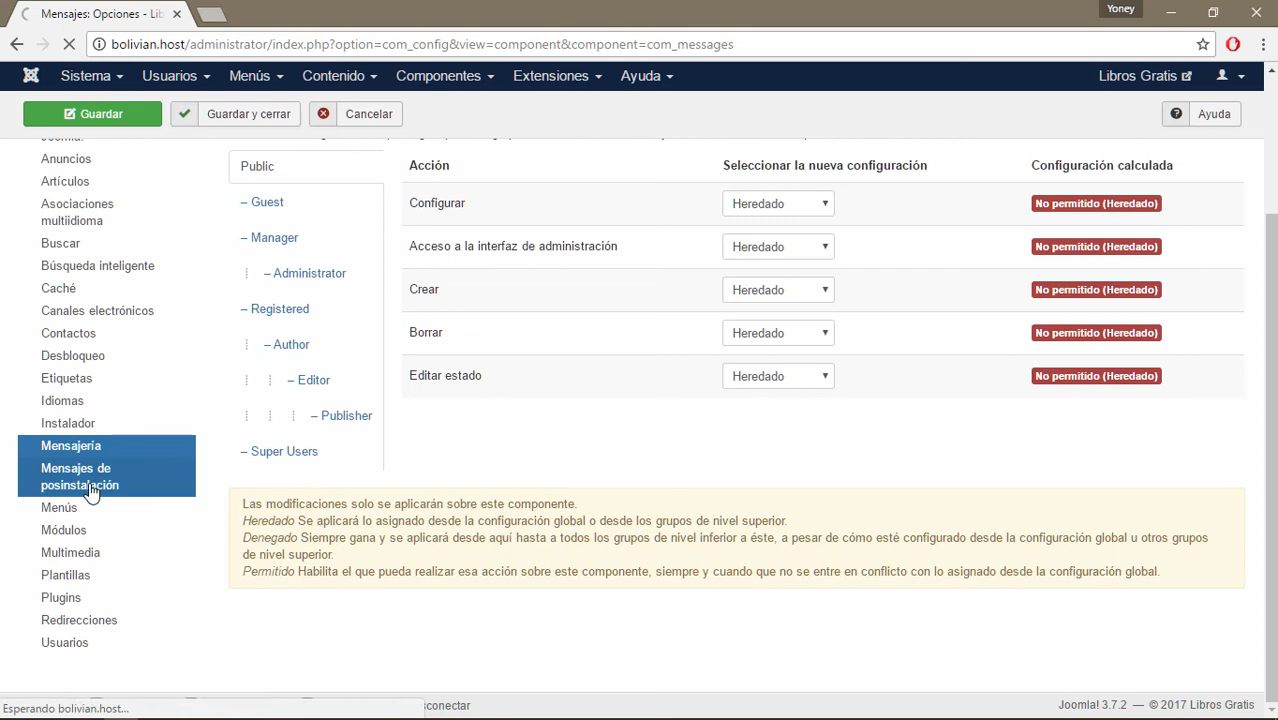 Mensajes: Opciones - Lib
Yoney
bolivian.host/administrator/index.php?option=com_config&view=component&component=com_messages
Sistema Usuarios Menús Contenido Componentes Extensiones Ayuda Libros Gratis
Guardar Guardar y cerrar Cancelar Ayuda
Joomla!
Anuncios
Artículos
Asociaciones
multiidioma
Buscar
Búsqueda inteligente
Caché
Canales electrónicos
Contactos
Desbloqueo
Etiquetas
Idiomas
Instalador
Mensajería
Mensajes de
posinstalación
Menús
Módulos
Multimedia
Plantillas
Plugins
Redirecciones
Usuarios
Public
– Guest
– Manager
– Administrator
– Registered
– Author
– Editor
– Publisher
– Super Users
Acción Seleccionar la nueva configuración Configuración calculada
Configurar Heredado No permitido (Heredado)
Acceso a la interfaz de administración Heredado No permitido (Heredado)
Crear Heredado No permitido (Heredado)
Borrar Heredado No permitido (Heredado)
Editar estado Heredado No permitido (Heredado)
Las modificaciones solo se aplicarán sobre este componente.
Heredado Se aplicará lo asignado desde la configuración global o desde los grupos de nivel superior.
Denegado Siempre gana y se aplicará desde aquí hasta a todos los grupos de nivel inferior a éste, a pesar de cómo esté configurado desde la configuración global u otros grupos
de nivel superior.
Permitido Habilita el que pueda realizar esa acción sobre este componente, siempre y cuando que no se entre en conflicto con lo asignado desde la configuración global.
Esperando bolivian.host... sconectar Joomla! 3.7.2 — © 2017 Libros Gratis